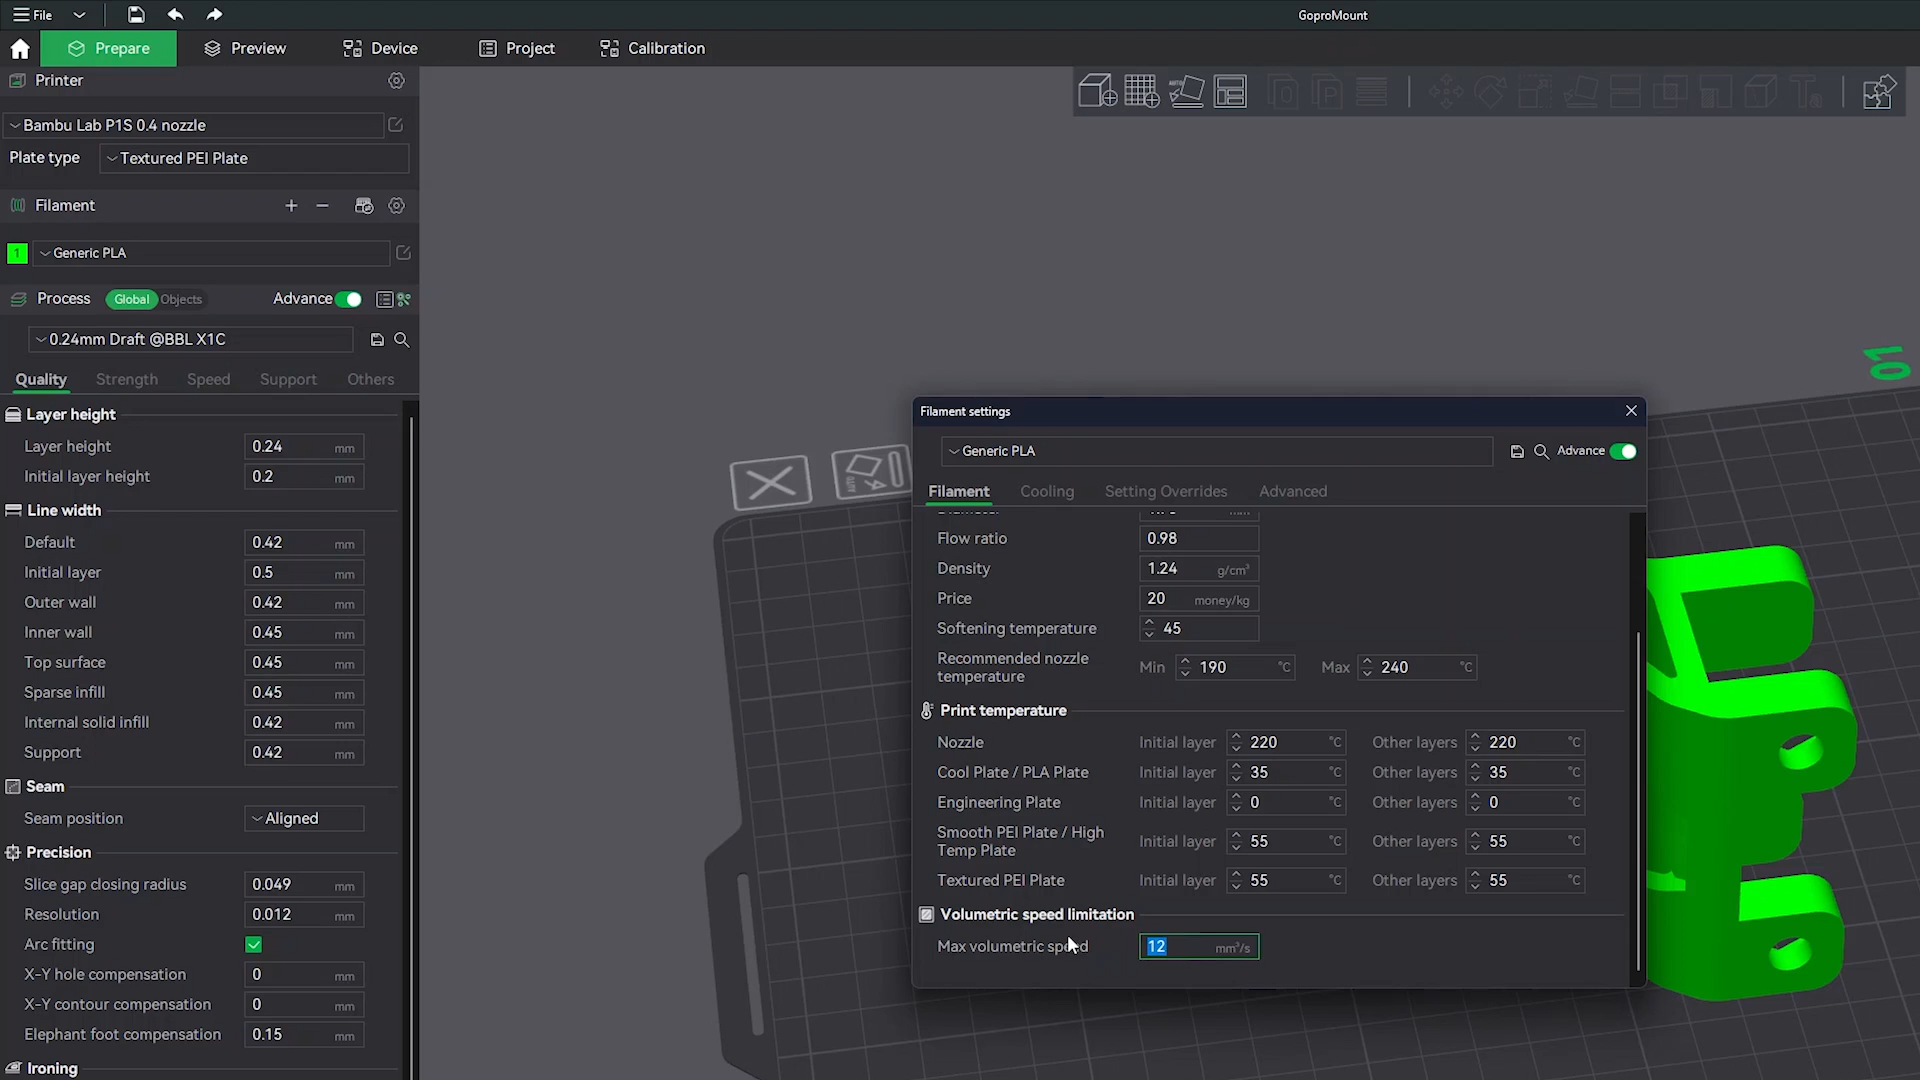 File
GoproMount
Prepare Preview Device Project Calibration
Printer
Bambu Lab P1S 0.4 nozzle
Plate type Textured PEI Plate
Filament
1 Generic PLA
Process Global Objects Advance
0.24mm Draft @BBL X1C
Quality Strength Speed Support Others
Layer height
Layer height 0.24 mm
Initial layer height 0.2 mm
Line width
Default 0.42 mm
Initial layer 0.5 mm
Outer wall 0.42 mm
Inner wall 0.45 mm
Top surface 0.45 mm
Sparse infill 0.45 mm
Internal solid infill 0.42 mm
Support 0.42 mm
Seam
Seam position Aligned
Precision
Slice gap closing radius 0.049 mm
Resolution 0.012 mm
Arc fitting
X-Y hole compensation 0 mm
X-Y contour compensation 0 mm
Elephant foot compensation 0.15 mm
Ironing
Filament settings
Generic PLA Advance
Filament Cooling Setting Overrides Advanced
Flow ratio 0.98
Density 1.24 g/cm³
Price 20 money/kg
Softening temperature 45
Recommended nozzle
temperature Min 190 °C Max 240 °C
Print temperature
Nozzle Initial layer 220 °C Other layers 220 °C
Cool Plate / PLA Plate Initial layer 35 °C Other layers 35 °C
Engineering Plate Initial layer 0 °C Other layers 0 °C
Smooth PEI Plate / High
Temp Plate Initial layer 55 °C Other layers 55 °C
Textured PEI Plate Initial layer 55 °C Other layers 55 °C
Volumetric speed limitation
Max volumetric speed 12 mm³/s
01